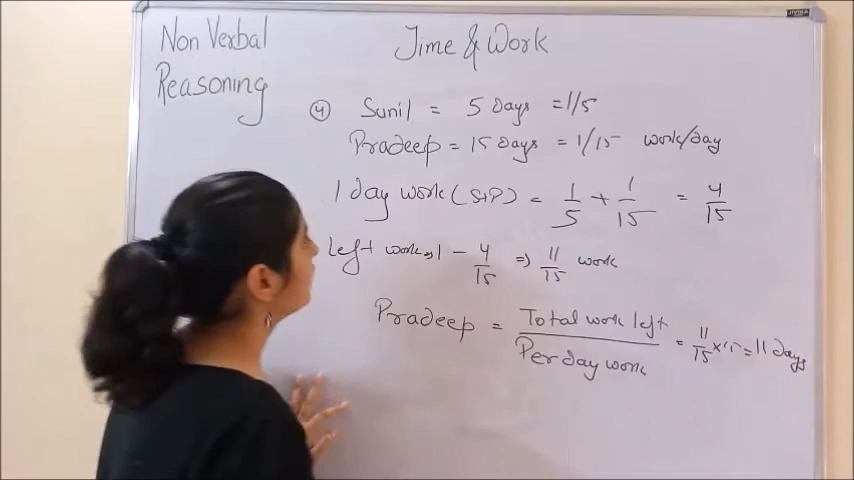 Non Verbal
Reasoning
Time & Work
④ Sunil = 5 Days = 1/5
Pradeep = 15 Days = 1/15 work/day
1 day work (S+P) = 1/5 + 1/15 = 4/15
left work ⇒ 1 - 4/15 ⇒ 11/15 work
Pradeep = Total work left / Per day work = 11/15 × 15 = 11 days